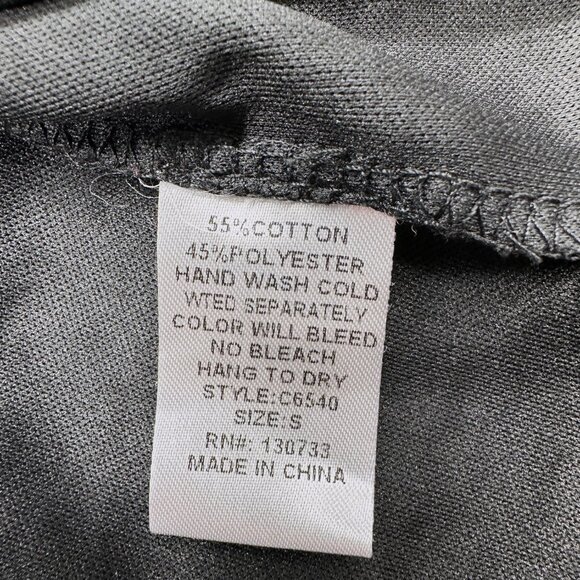 55%COTTON
45%POLYESTER
HAND WASH COLD
WTED SEPARATELY
COLOR WILL BLEED
NO BLEACH
HANG TO DRY
STYLE:C6540
SIZE:S
RN#: 130733
MADE IN CHINA